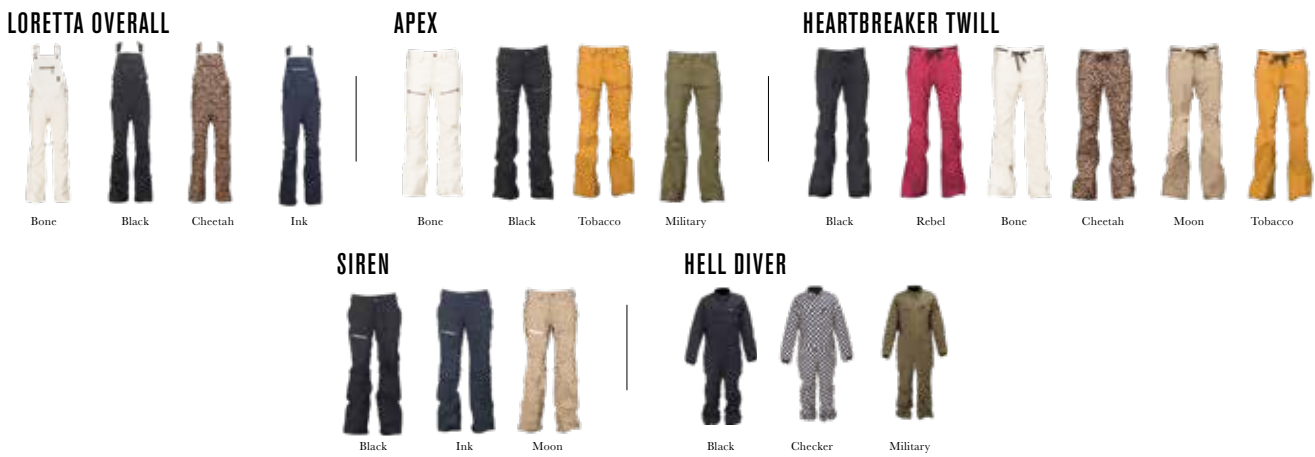 LORETTA OVERALL
Bone
Black
Cheetah
Ink
APEX
Bone
Black
Tobacco
Military
HEARTBREAKER TWILL
Black
Rebel
Bone
Cheetah
Moon
Tobacco
SIREN
Black
Ink
Moon
HELL DIVER
Black
Checker
Military